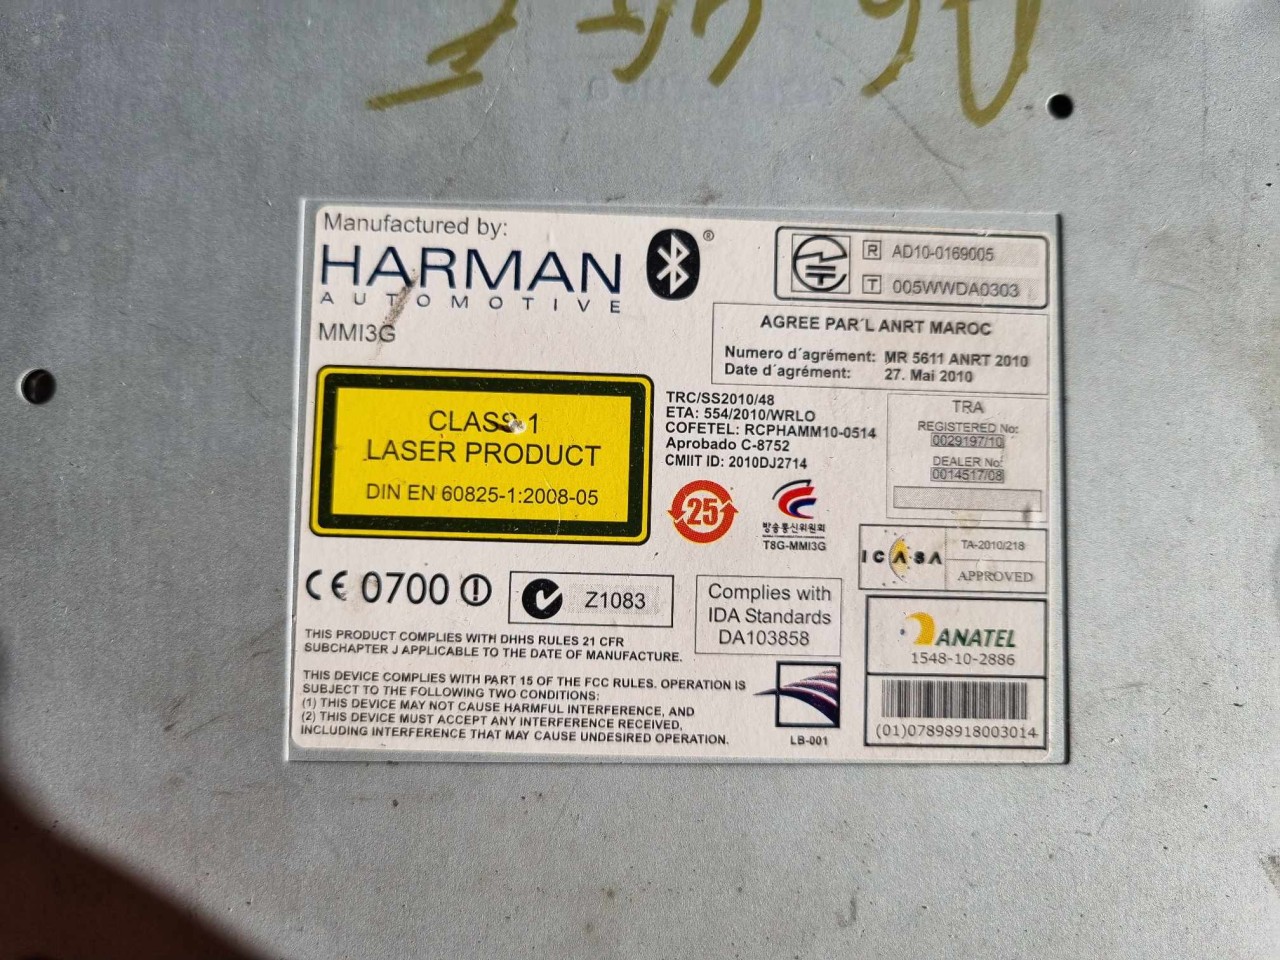 Manufactured by:
HARMAN
AUTOMOTIVE
MMI3G
®
R AD10-0169005
T 005WWDA0303
AGREE PAR´L ANRT MAROC
Numero d´agrément: MR 5611 ANRT 2010
Date d´agrément: 27. Mai 2010
CLASS 1
LASER PRODUCT
DIN EN 60825-1:2008-05
TRC/SS2010/48
ETA: 554/2010/WRLO
COFETEL: RCPHAMM10-0514
Aprobado C-8752
CMIIT ID: 2010DJ2714
TRA
REGISTERED No:
0029197/10
DEALER No:
0014517/08
25
방송통신위원회
T8G-MMI3G
ICASA
TA-2010/218
APPROVED
CE 0700
Z1083
Complies with
IDA Standards
DA103858
ANATEL
1548-10-2886
(01)07898918003014
THIS PRODUCT COMPLIES WITH DHHS RULES 21 CFR
SUBCHAPTER J APPLICABLE TO THE DATE OF MANUFACTURE.
THIS DEVICE COMPLIES WITH PART 15 OF THE FCC RULES. OPERATION IS
SUBJECT TO THE FOLLOWING TWO CONDITIONS:
(1) THIS DEVICE MAY NOT CAUSE HARMFUL INTERFERENCE, AND
(2) THIS DEVICE MUST ACCEPT ANY INTERFERENCE RECEIVED,
INCLUDING INTERFERENCE THAT MAY CAUSE UNDESIRED OPERATION.
LB-001